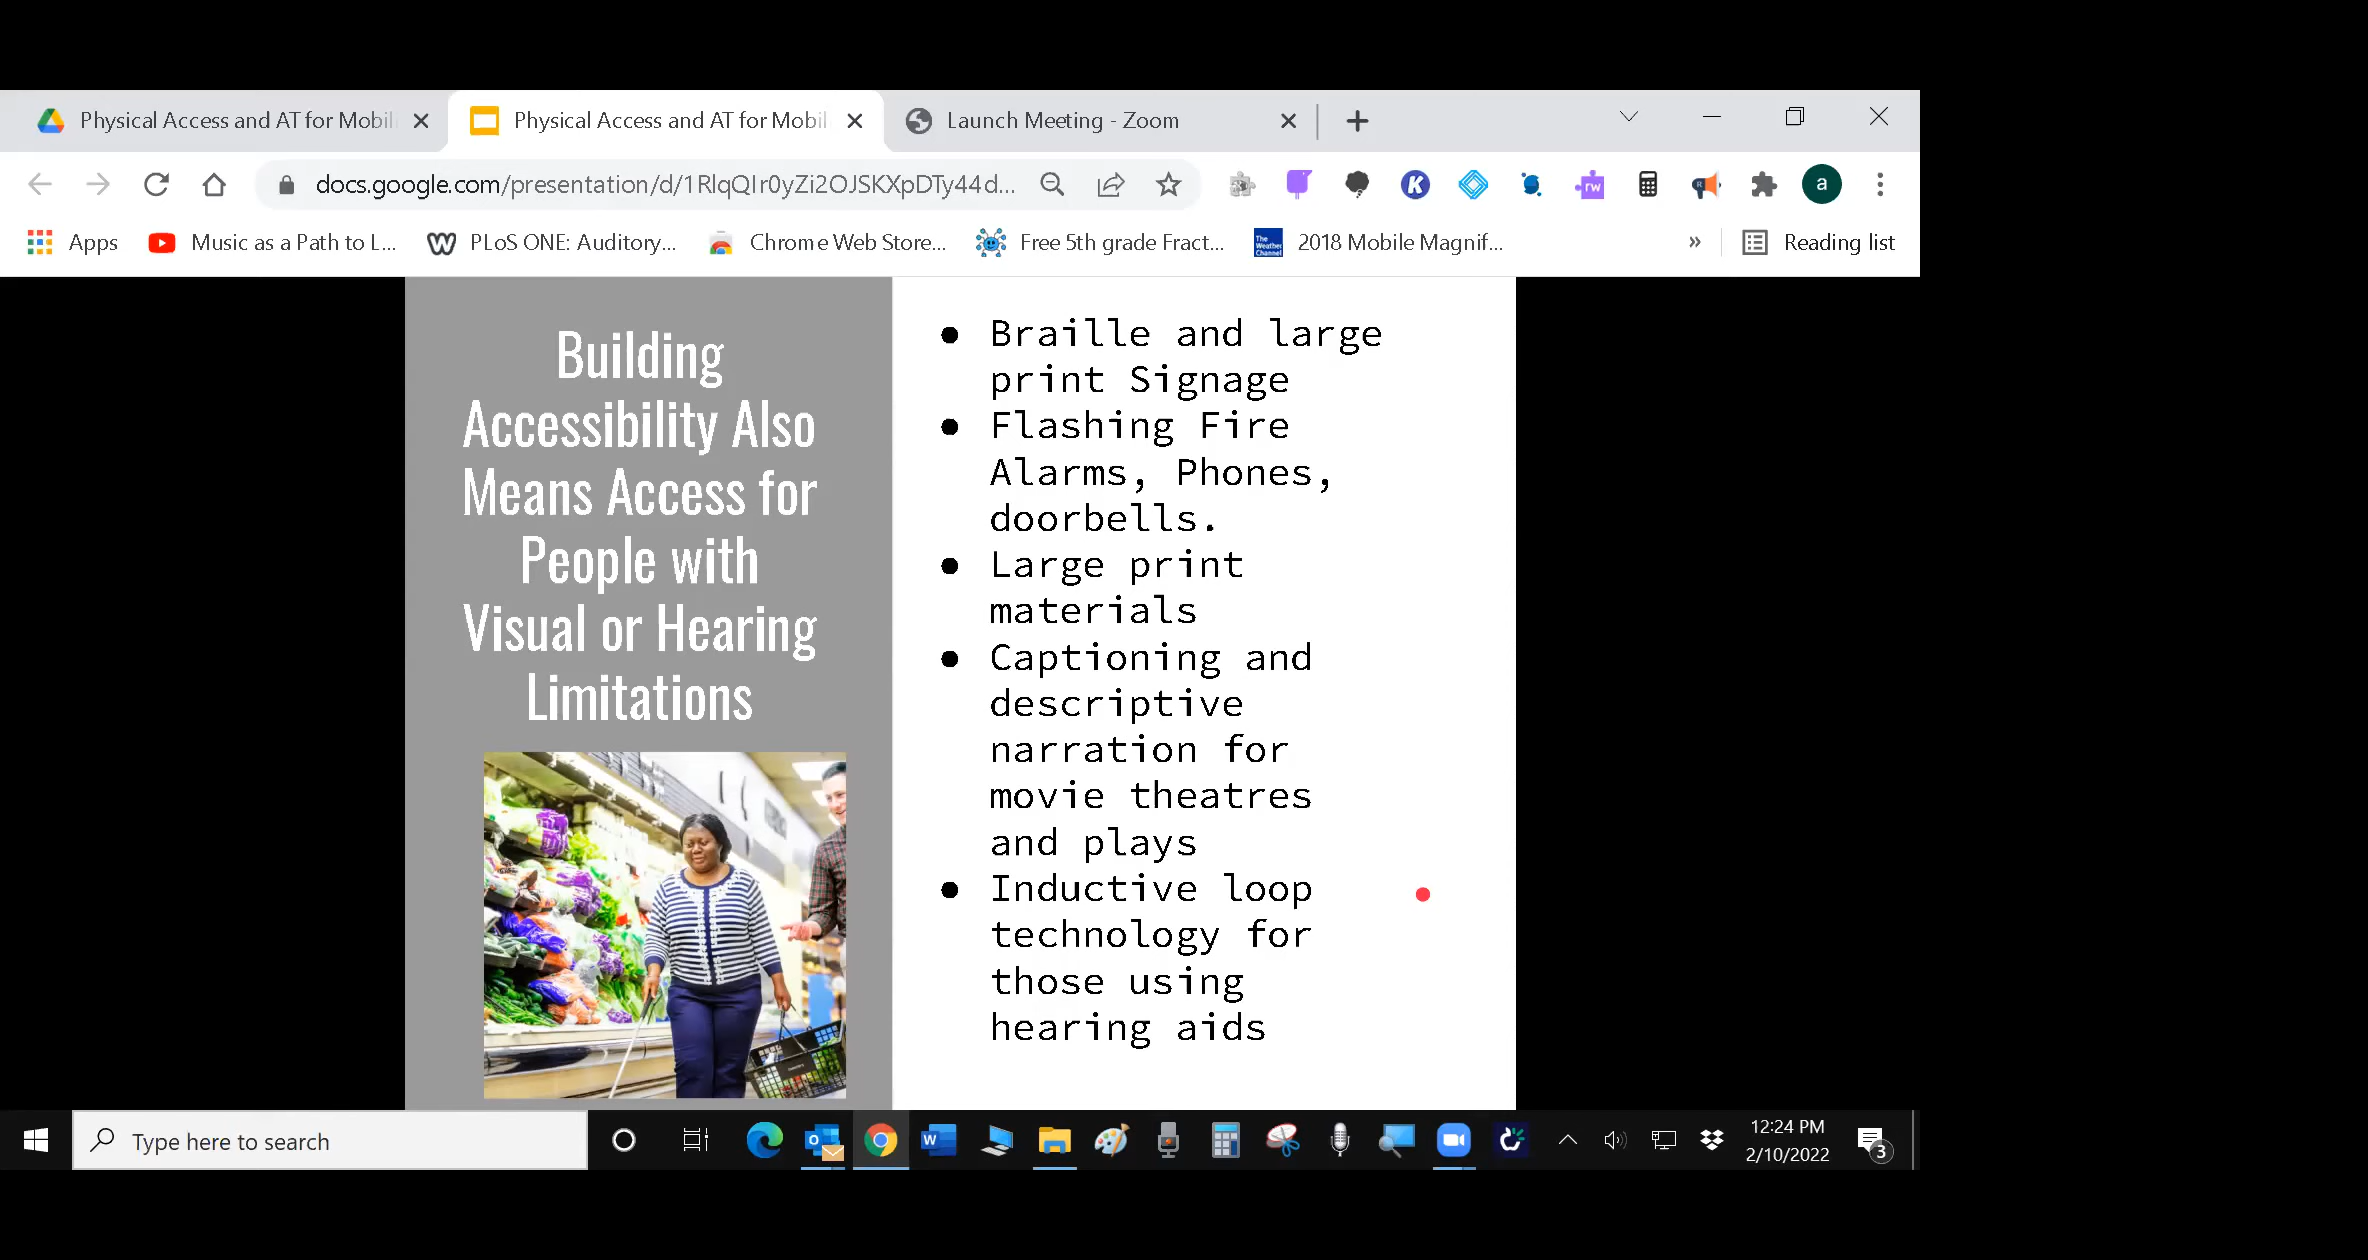 Physical Access and AT for Mobil
Physical Access and AT for Mobil
Launch Meeting - Zoom
docs.google.com/presentation/d/1RlqQIr0yZi2OJSKXpDTy44d...
K
rw
R
a
Apps
Music as a Path to L...
W
PLoS ONE: Auditory...
Chrome Web Store...
Free 5th grade Fract...
The Weather Channel
2018 Mobile Magnif...
»
Reading list
Building
Accessibility Also
Means Access for
People with
Visual or Hearing
Limitations
● Braille and large
print Signage
● Flashing Fire
Alarms, Phones,
doorbells.
● Large print
materials
● Captioning and
descriptive
narration for
movie theatres
and plays
● Inductive loop
technology for
those using
hearing aids
Type here to search
12:24 PM
2/10/2022
3